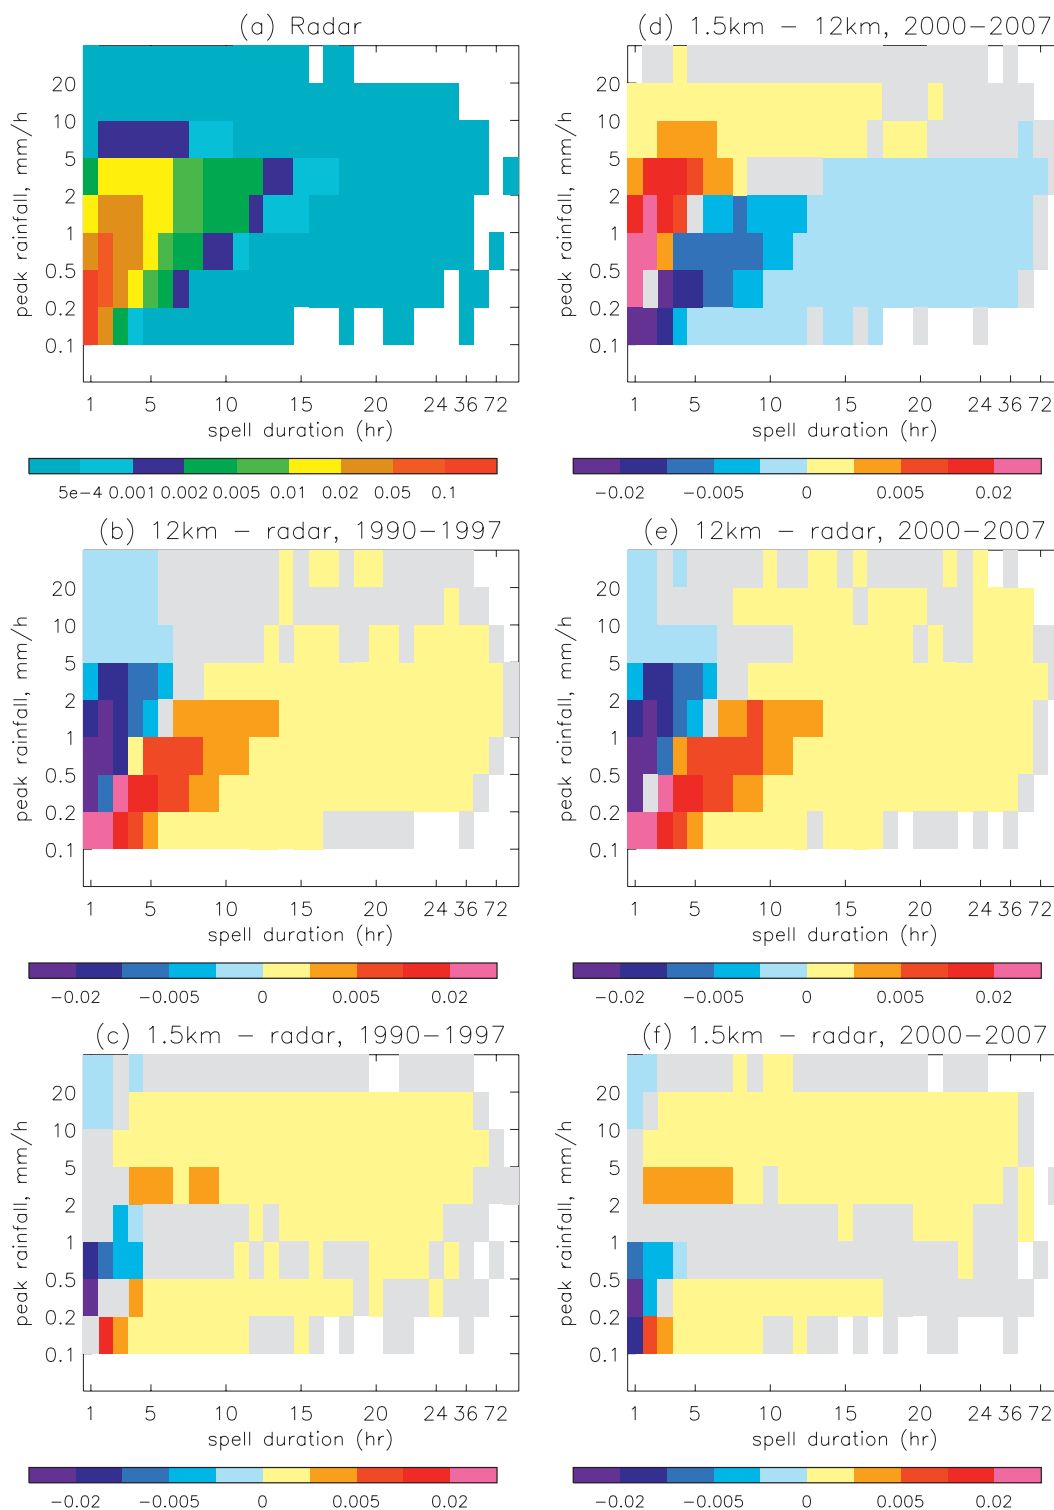 (a) Radar
peak rainfall, mm/h
20
10
5
2
1
0.5
0.2
0.1
1 5 10 15 20 24 36 72
spell duration (hr)
5e-4 0.001 0.002 0.005 0.01 0.02 0.05 0.1
(d) 1.5km - 12km, 2000-2007
peak rainfall, mm/h
20
10
5
2
1
0.5
0.2
0.1
1 5 10 15 20 24 36 72
spell duration (hr)
-0.02 -0.005 0 0.005 0.02
(b) 12km - radar, 1990-1997
peak rainfall, mm/h
20
10
5
2
1
0.5
0.2
0.1
1 5 10 15 20 24 36 72
spell duration (hr)
-0.02 -0.005 0 0.005 0.02
(e) 12km - radar, 2000-2007
peak rainfall, mm/h
20
10
5
2
1
0.5
0.2
0.1
1 5 10 15 20 24 36 72
spell duration (hr)
-0.02 -0.005 0 0.005 0.02
(c) 1.5km - radar, 1990-1997
peak rainfall, mm/h
20
10
5
2
1
0.5
0.2
0.1
1 5 10 15 20 24 36 72
spell duration (hr)
-0.02 -0.005 0 0.005 0.02
(f) 1.5km - radar, 2000-2007
peak rainfall, mm/h
20
10
5
2
1
0.5
0.2
0.1
1 5 10 15 20 24 36 72
spell duration (hr)
-0.02 -0.005 0 0.005 0.02